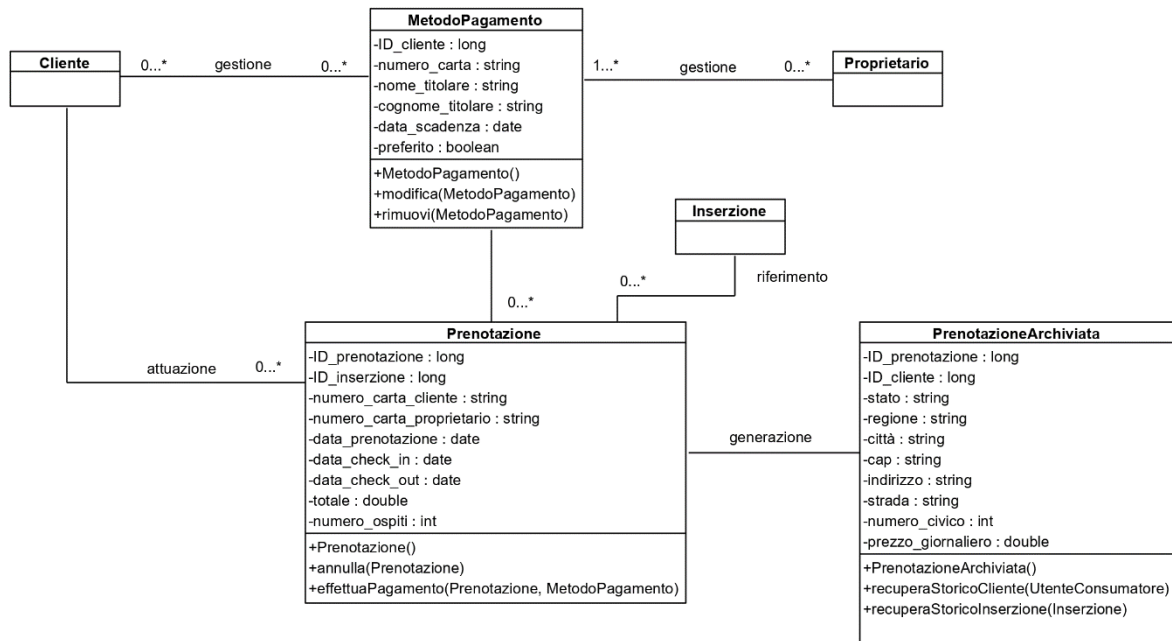 MetodoPagamento
-ID_cliente : long
-numero_carta : string
-nome_titolare : string
-cognome_titolare : string
-data_scadenza : date
-preferito : boolean
+MetodoPagamento()
+modifica(MetodoPagamento)
+rimuovi(MetodoPagamento)
Cliente
0...*
gestione
0...*
1...*
gestione
0...*
Proprietario
Inserzione
0...*
riferimento
0...*
attuazione
0...*
Prenotazione
-ID_prenotazione : long
-ID_inserzione : long
-numero_carta_cliente : string
-numero_carta_proprietario : string
-data_prenotazione : date
-data_check_in : date
-data_check_out : date
-totale : double
-numero_ospiti : int
+Prenotazione()
+annulla(Prenotazione)
+effettuaPagamento(Prenotazione, MetodoPagamento)
generazione
PrenotazioneArchiviata
-ID_prenotazione : long
-ID_cliente : long
-stato : string
-regione : string
-città : string
-cap : string
-indirizzo : string
-strada : string
-numero_civico : int
-prezzo_giornaliero : double
+PrenotazioneArchiviata()
+recuperaStoricoCliente(UtenteConsumatore)
+recuperaStoricoInserzione(Inserzione)